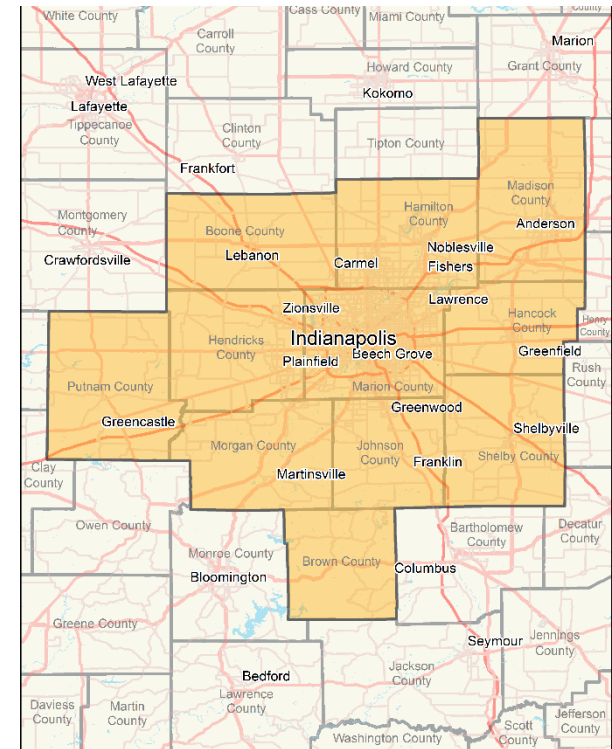 White County
Cass County
Miami County
County
Carroll
County
Marion
Howard County
Grant County
West Lafayette
Kokomo
Lafayette
Tippecanoe
County
Clinton
County
Tipton County
Frankfort
Madison
County
Hamilton
County
Montgomery
County
Anderson
Boone County
Noblesville
Lebanon
Crawfordsville
Carmel
Fishers
Lawrence
Zionsville
Hancock
County
Henry
County
Hendricks
County
Indianapolis
Beech Grove
Greenfield
Plainfield
Rush
County
Putnam County
Marion County
Greenwood
Greencastle
Shelbyville
Morgan County
Johnson
County
Shelby County
Franklin
Clay
County
Martinsville
Owen County
Bartholomew
County
Decatur
County
Monroe County
Brown County
Bloomington
Columbus
Greene County
Seymour
Jennings
County
Bedford
Jackson
County
Lawrence
County
Daviess
County
Martin
County
Scott
County
Jefferson
County
Washington County